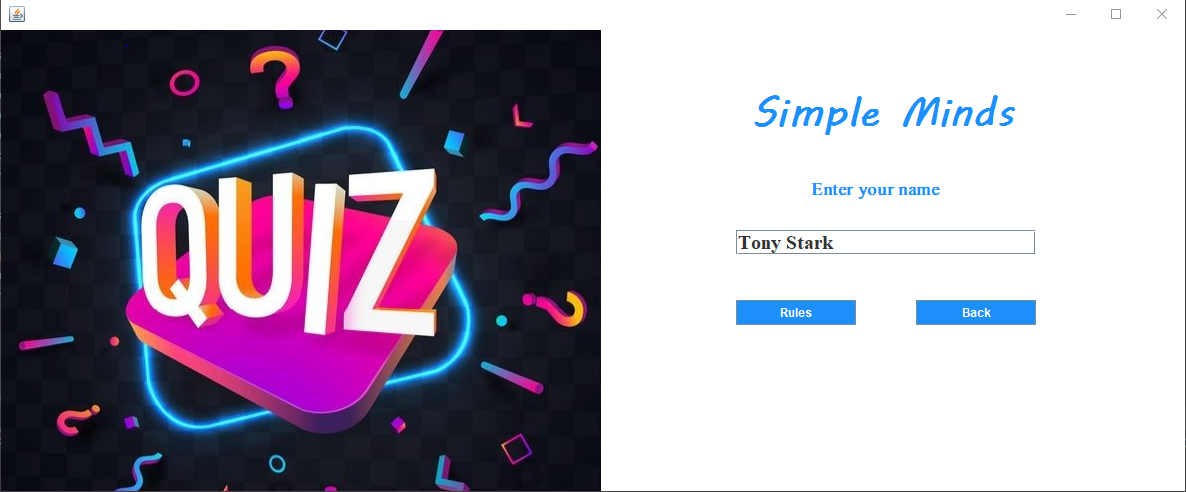 QUIZ
Simple Minds
Enter your name
Tony Stark
Rules
Back